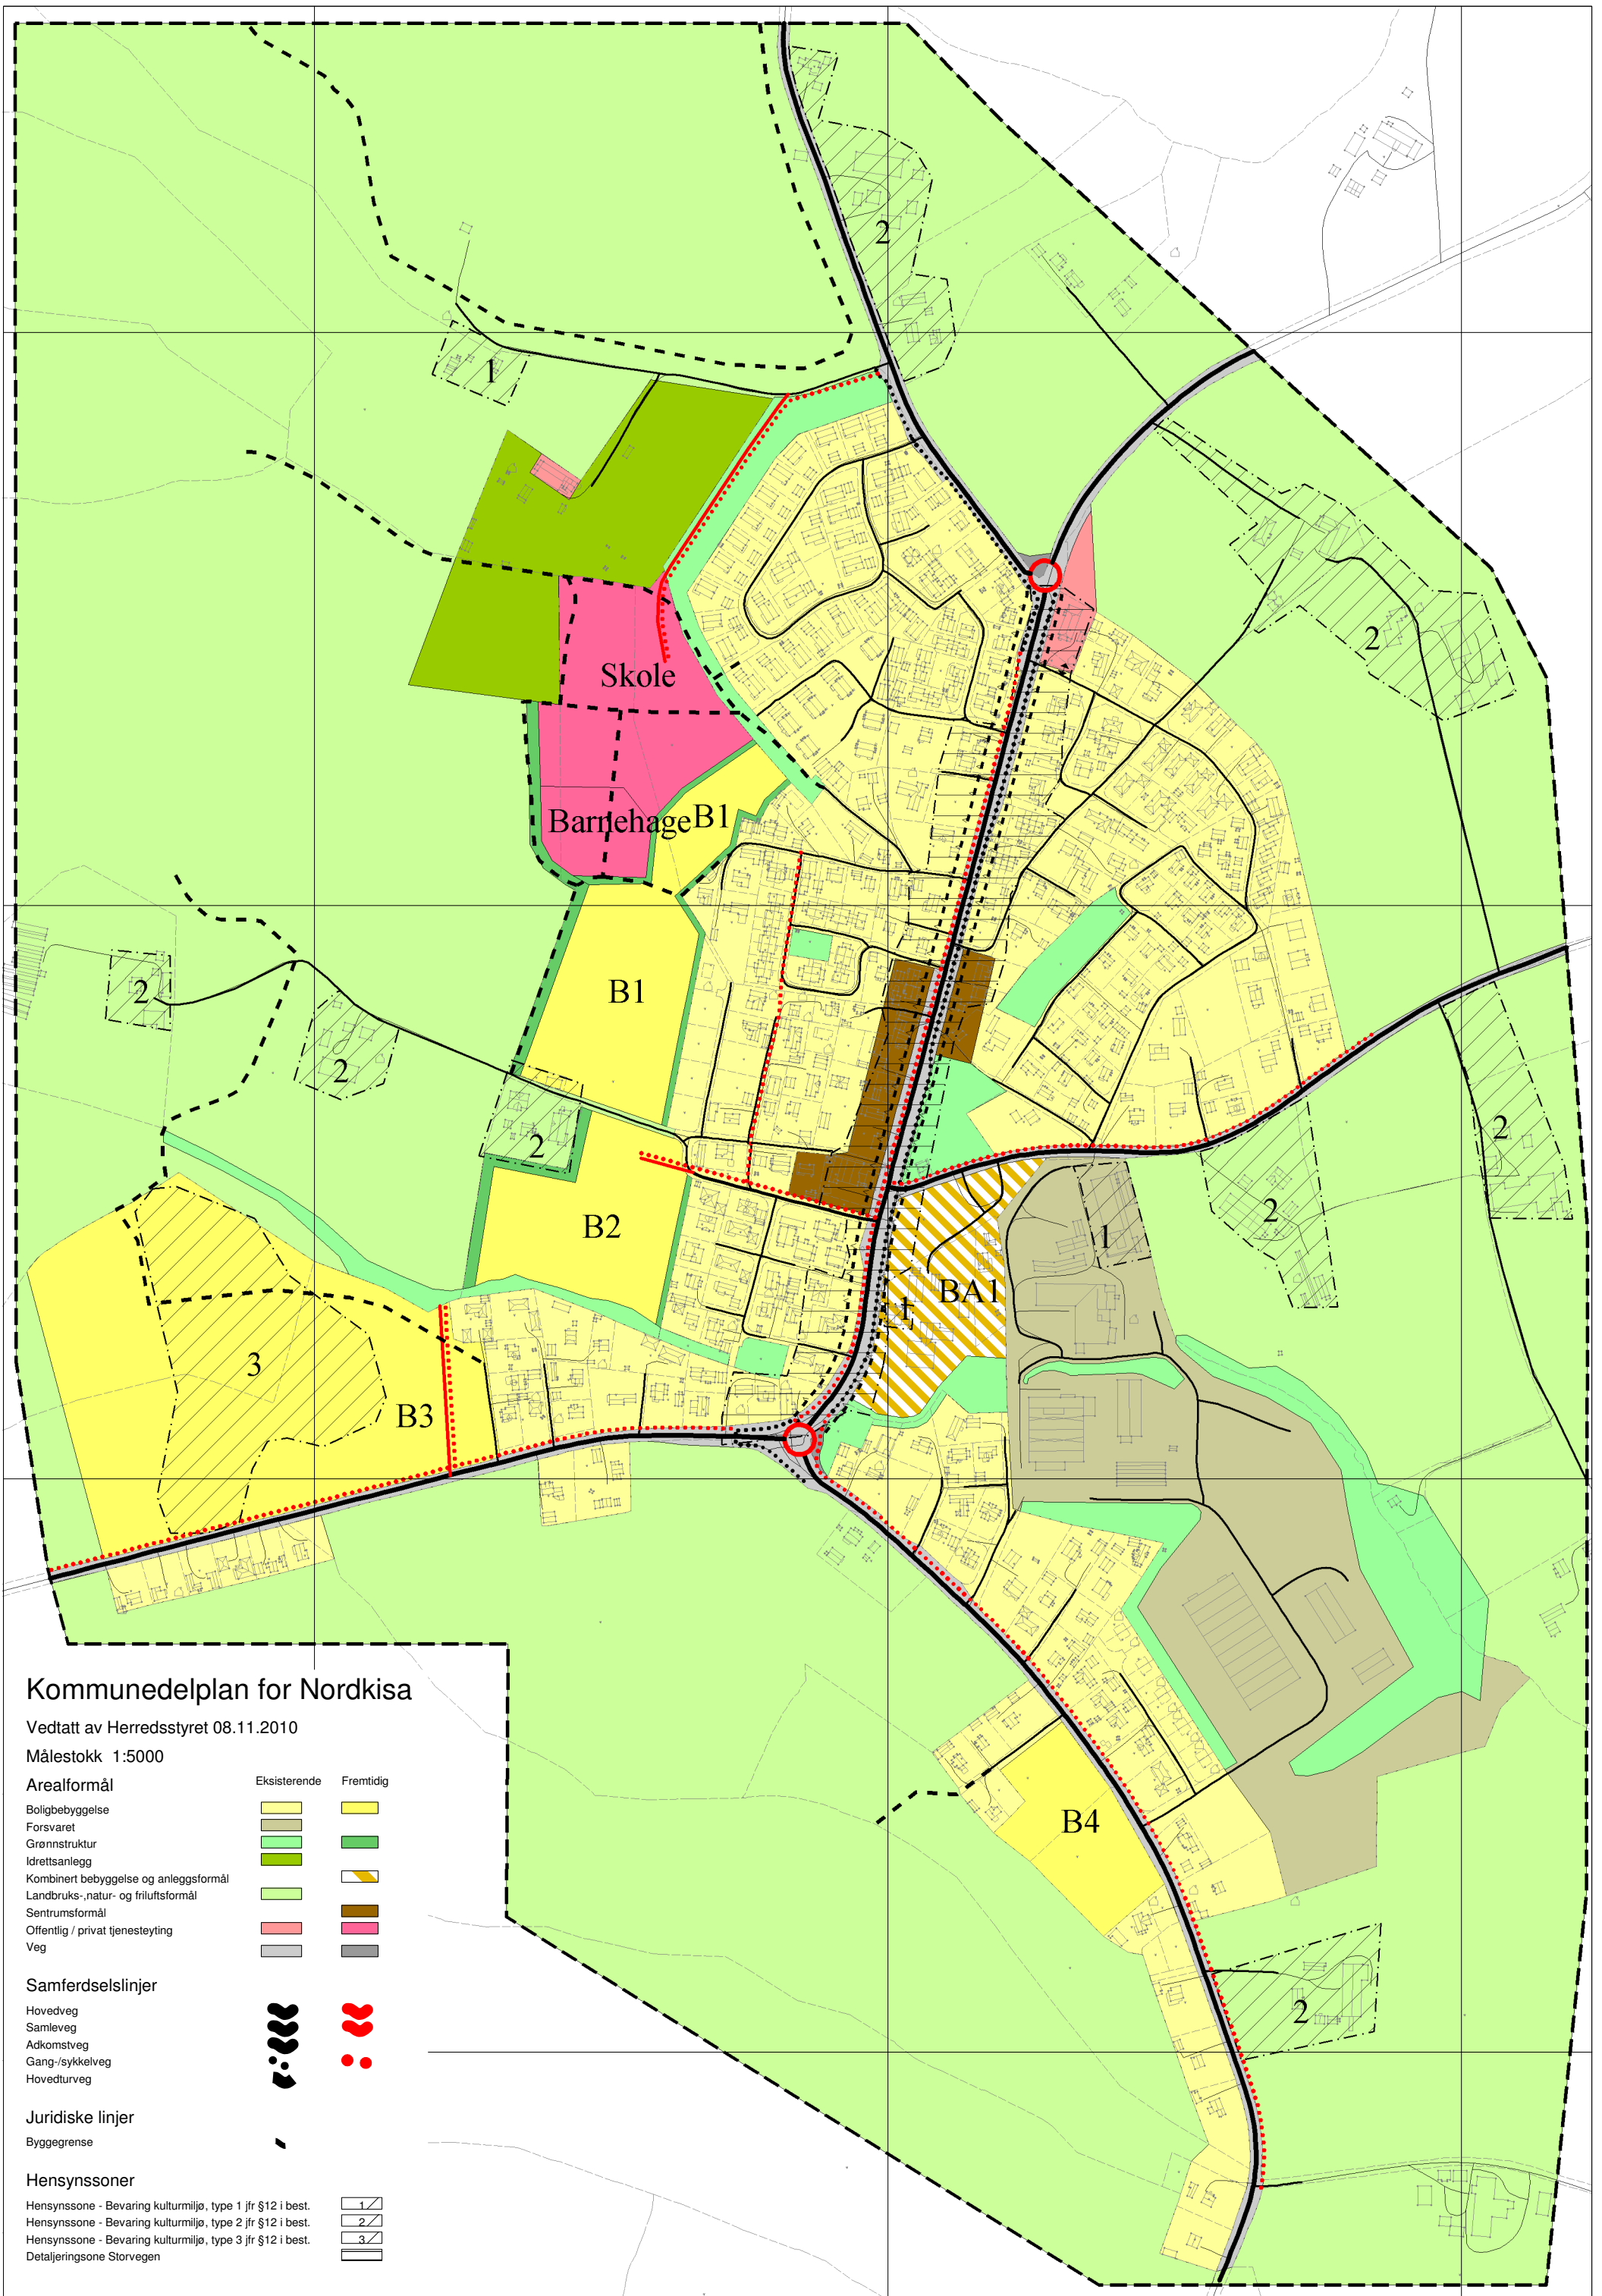 2
1
Skole
2
Barnehage B1
B1
2
2
2
2
2
B2
1
BA1
1
3
B3
B4
2
Kommunedelplan for Nordkisa
Vedtatt av Herredsstyret 08.11.2010
Målestokk 1:5000
Arealformål Eksisterende Fremtidig
Boligbebyggelse
Forsvaret
Grønnstruktur
Idrettsanlegg
Kombinert bebyggelse og anleggsformål
Landbruks-,natur- og friluftsformål
Sentrumsformål
Offentlig / privat tjenesteyting
Veg
Samferdselslinjer
Hovedveg
Samleveg
Adkomstveg
Gang-/sykkelveg
Hovedturveg
Juridiske linjer
Byggegrense
Hensynssoner
Hensynssone - Bevaring kulturmiljø, type 1 jfr §12 i best. 1
Hensynssone - Bevaring kulturmiljø, type 2 jfr §12 i best. 2
Hensynssone - Bevaring kulturmiljø, type 3 jfr §12 i best. 3
Detaljeringsone Storvegen